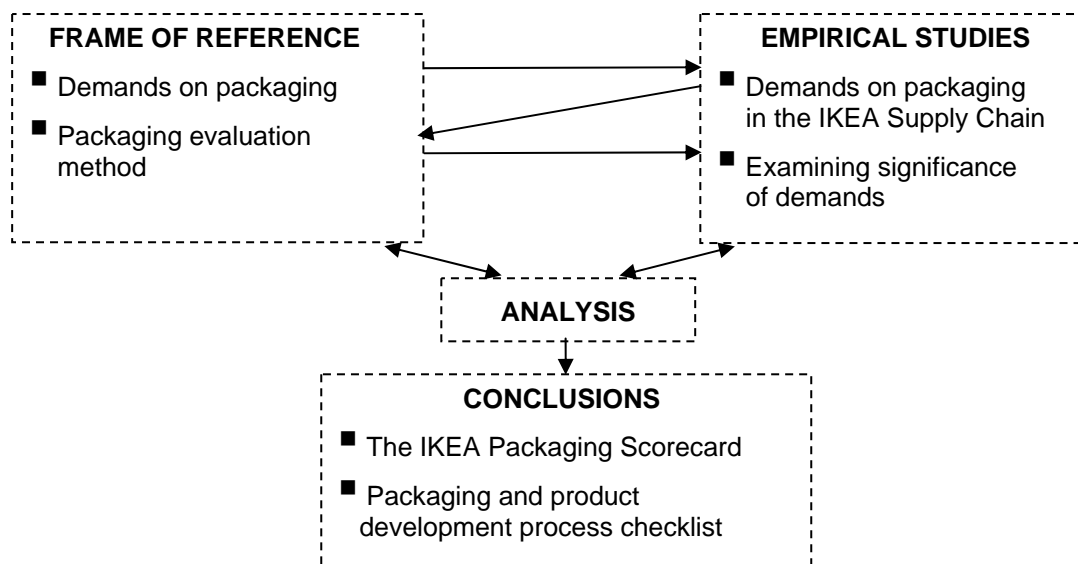 FRAME OF REFERENCE
■ Demands on packaging
■ Packaging evaluation
method
EMPIRICAL STUDIES
■ Demands on packaging
in the IKEA Supply Chain
■ Examining significance
of demands
ANALYSIS
CONCLUSIONS
■ The IKEA Packaging Scorecard
■ Packaging and product
development process checklist